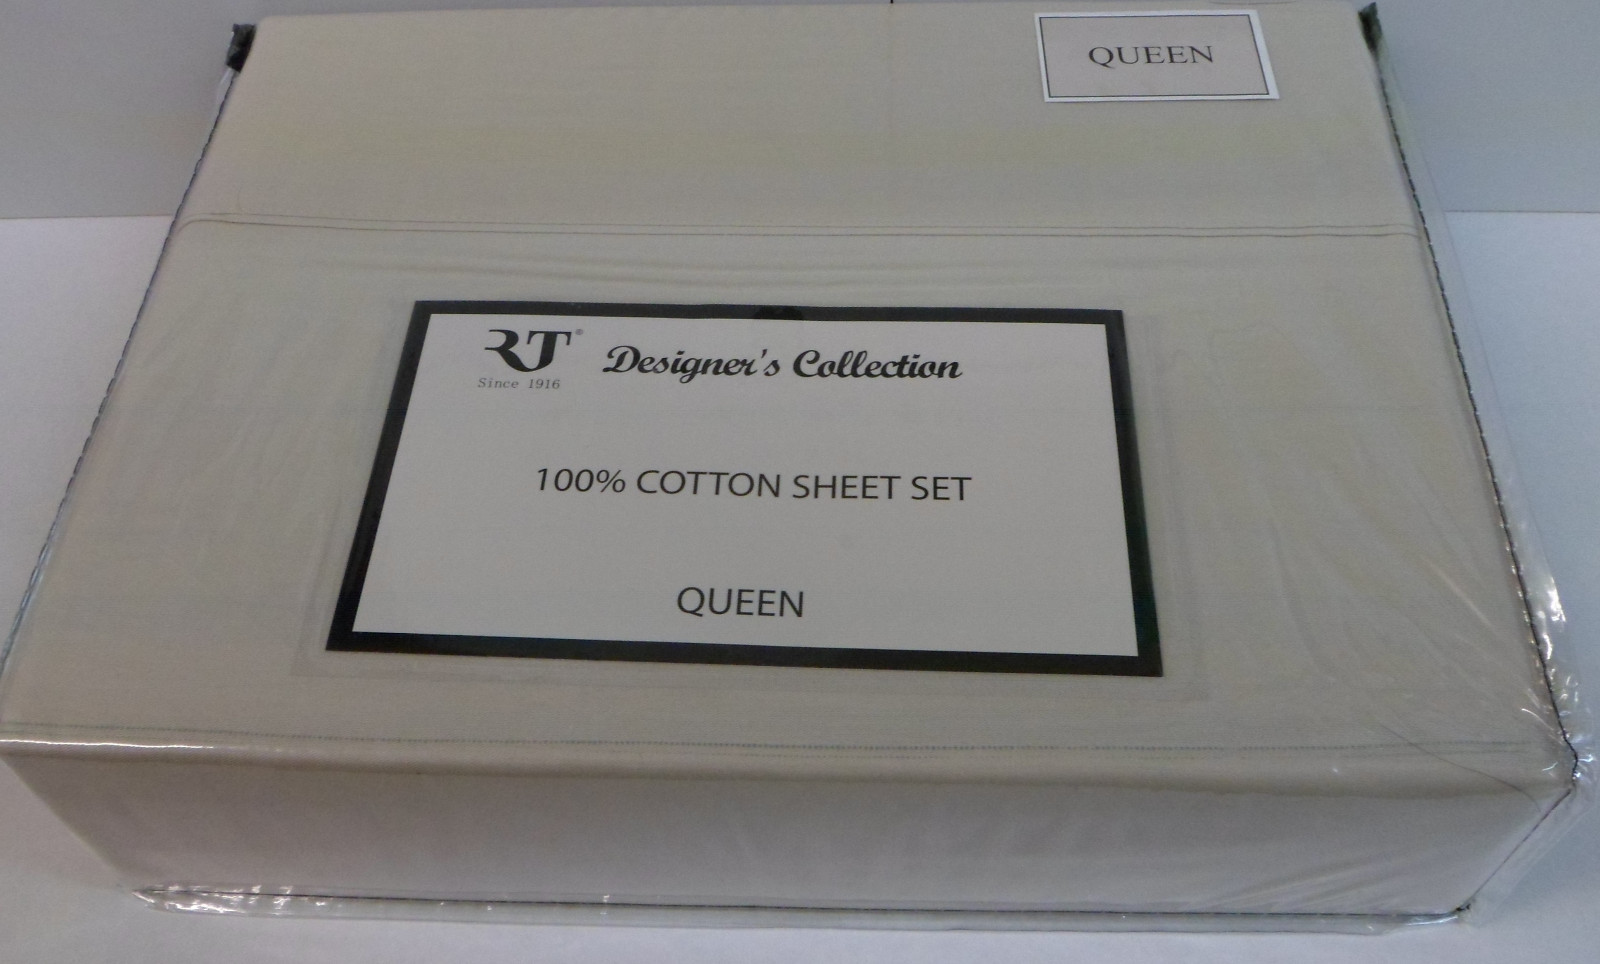 QUEEN
RT® Designer's Collection
Since 1916
100% COTTON SHEET SET
QUEEN